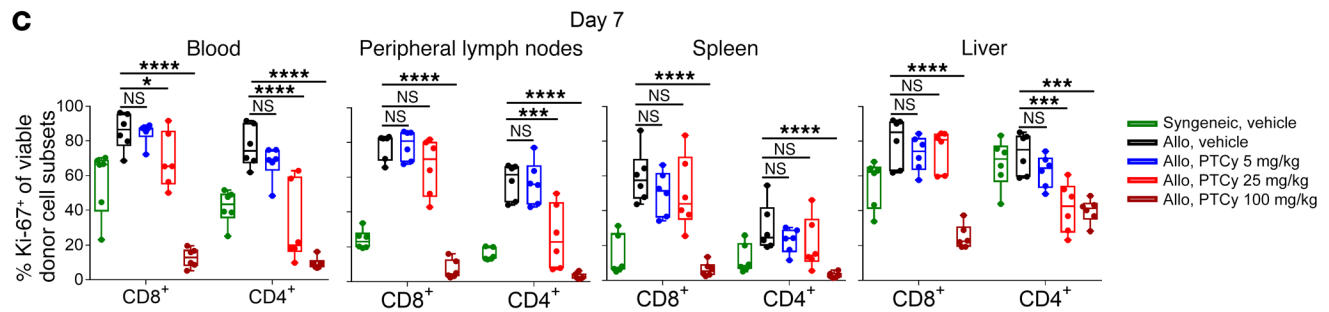 C
Day 7
Blood
Peripheral lymph nodes
Spleen
Liver
% Ki-67+ of viable
donor cell subsets
100
80
60
40
20
0
****
*
NS
****
****
NS
CD8+
CD4+
****
NS
NS
****
***
NS
CD8+
CD4+
****
NS
NS
****
NS
NS
CD8+
CD4+
****
NS
NS
***
***
NS
CD8+
CD4+
Syngeneic, vehicle
Allo, vehicle
Allo, PTCy 5 mg/kg
Allo, PTCy 25 mg/kg
Allo, PTCy 100 mg/kg